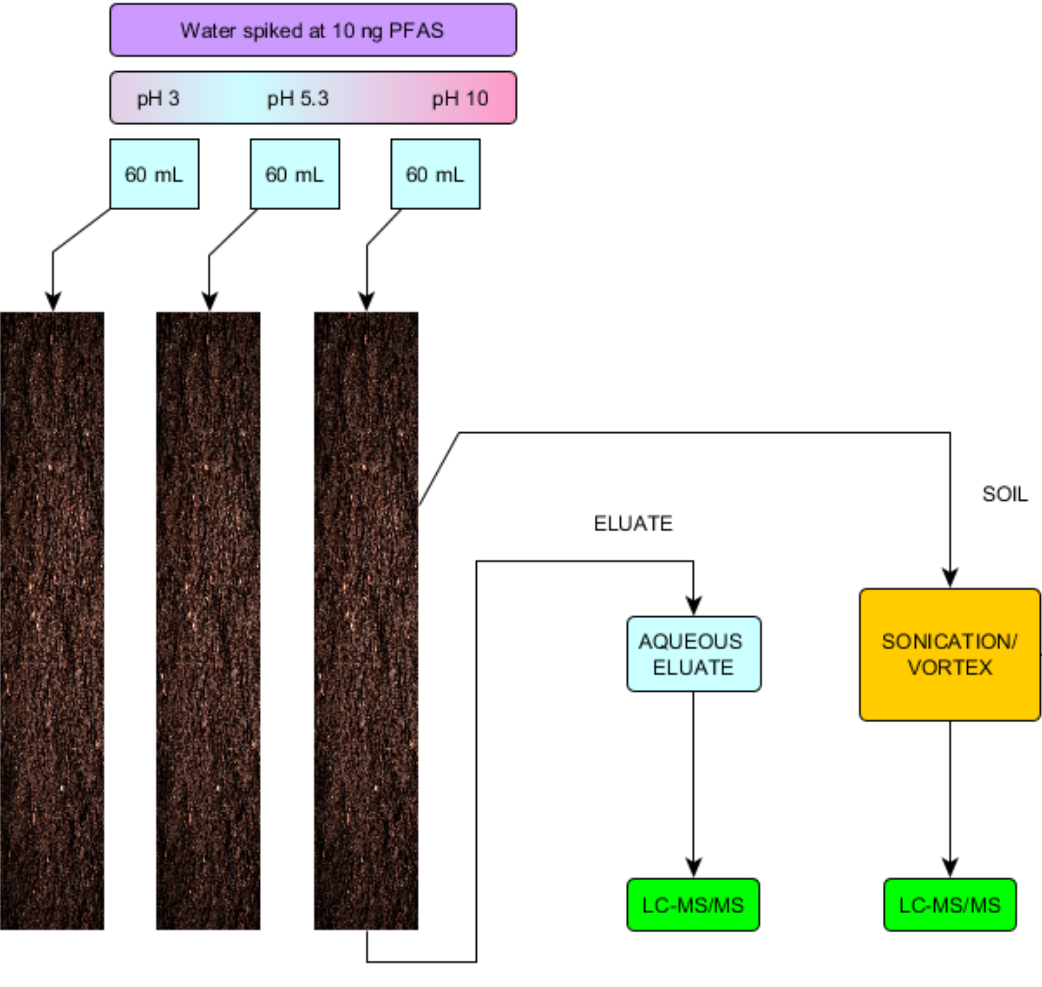 Water spiked at 10 ng PFAS
pH 3 pH 5.3 pH 10
60 mL 60 mL 60 mL
SOIL
ELUATE
AQUEOUS
ELUATE
SONICATION/
VORTEX
LC-MS/MS LC-MS/MS